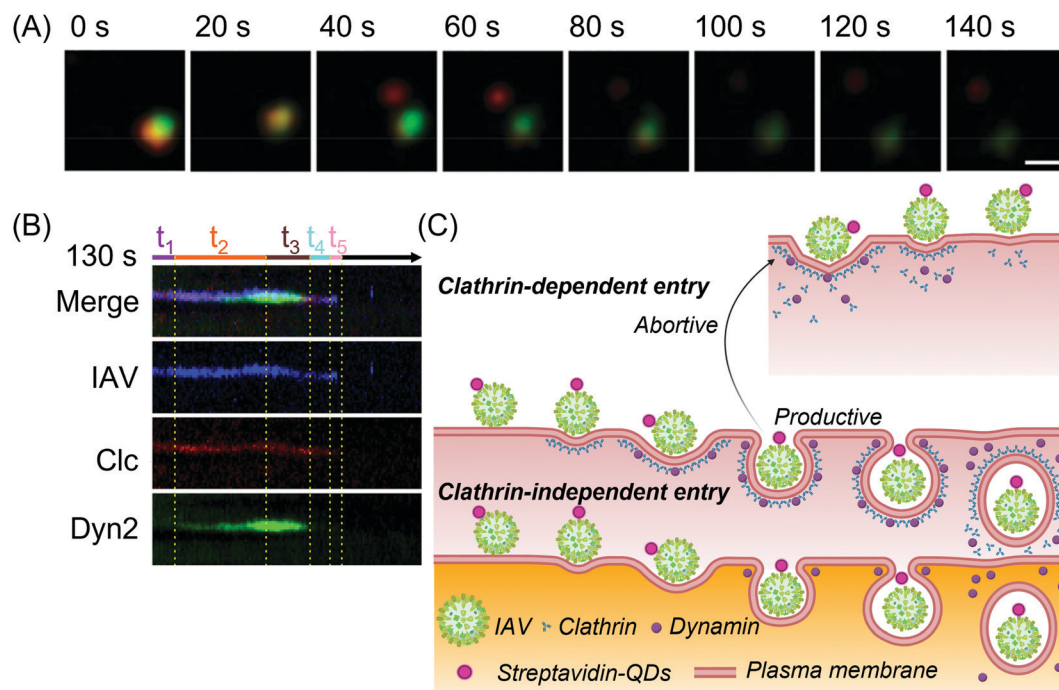 (A) 0 s 20 s 40 s 60 s 80 s 100 s 120 s 140 s
(B)
130 s t1 t2 t3 t4 t5
Merge
IAV
Clc
Dyn2
(C)
Clathrin-dependent entry
Abortive
Productive
Clathrin-independent entry
IAV Clathrin Dynamin
Streptavidin-QDs Plasma membrane